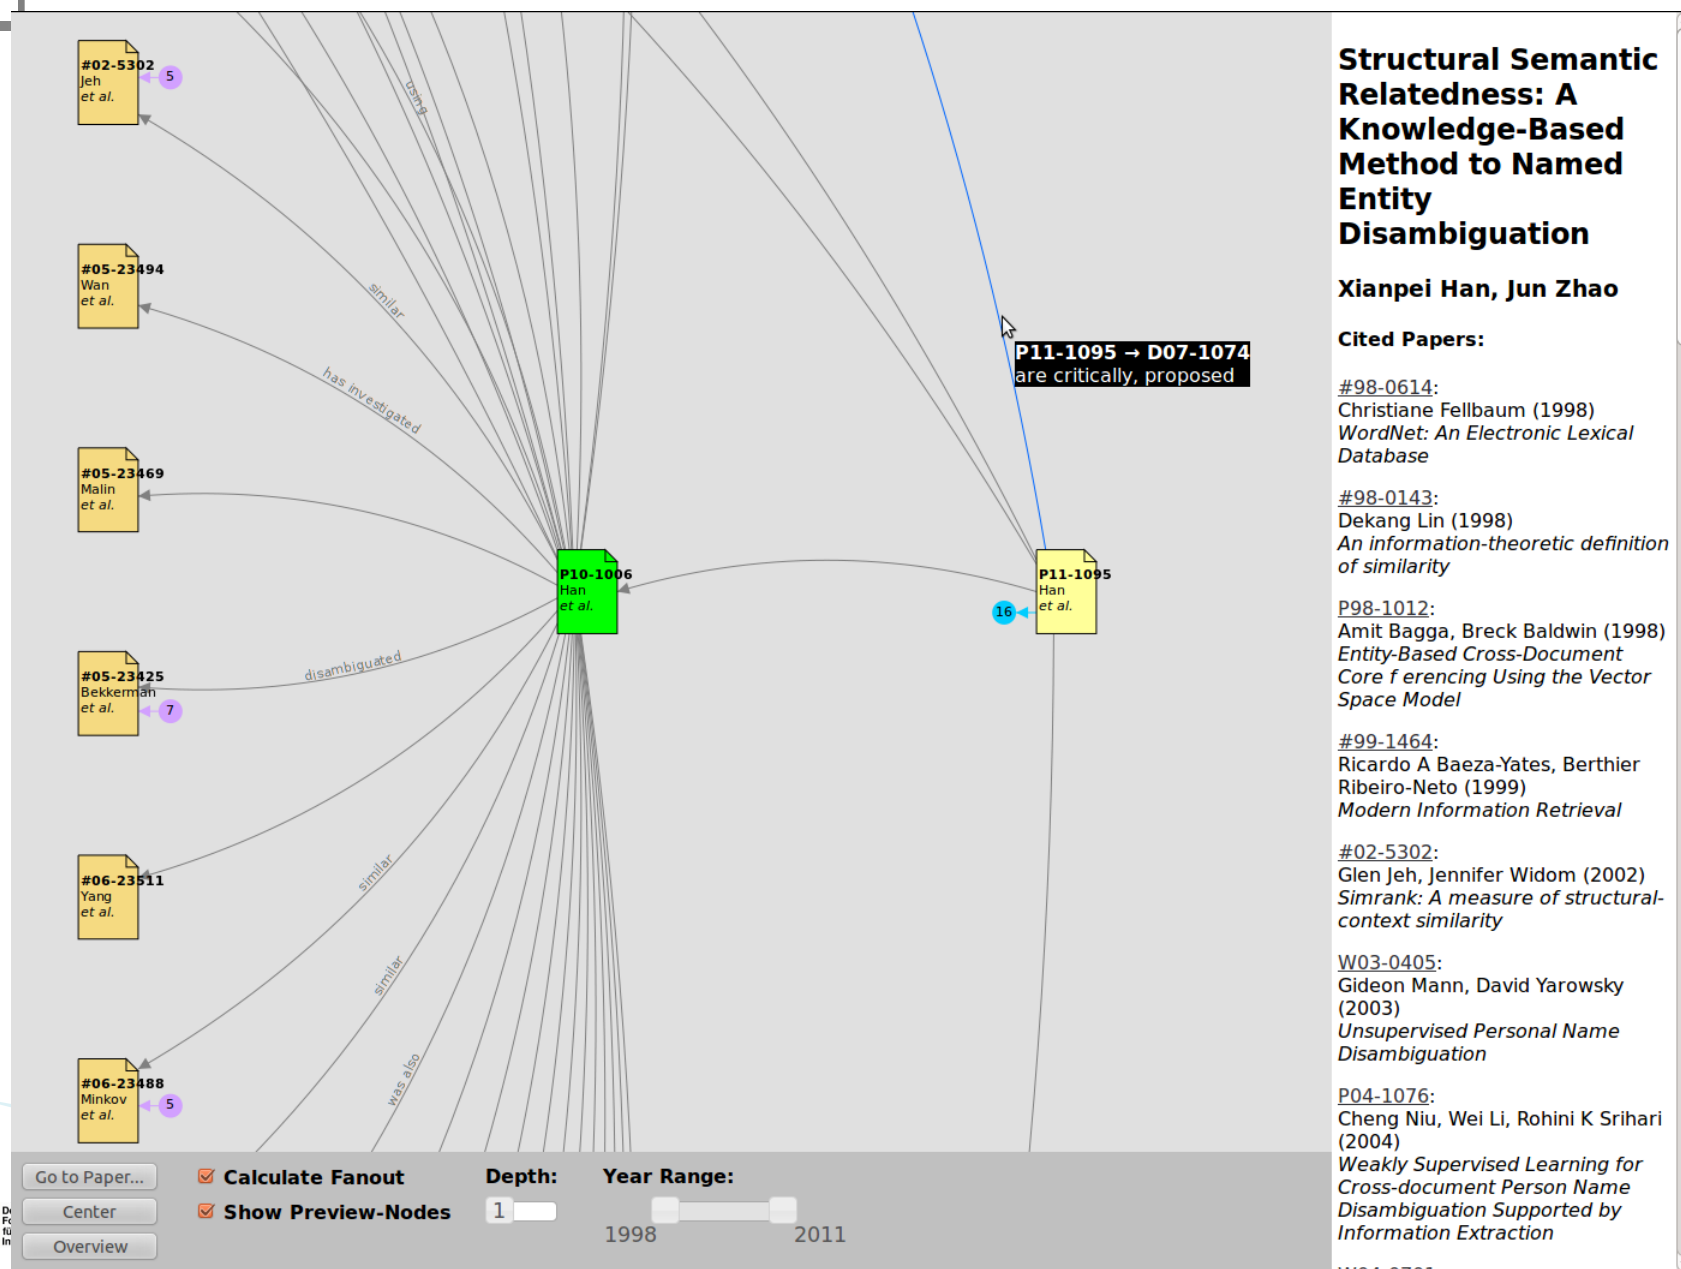 #02-5302
Jeh
et al.
5
using
similar
#05-23494
Wan
et al.
has investigated
#05-23469
Malin
et al.
P11-1095 → D07-1074
are critically, proposed
P10-1006
Han
et al.
P11-1095
Han
et al.
16
disambiguated
#05-23425
Bekkerman
et al.
7
#06-23511
Yang
et al.
similar
similar
was also
#06-23488
Minkov
et al.
5
Go to Paper...
Center
Overview
Calculate Fanout
Show Preview-Nodes
Depth:
1
Year Range:
1998
2011
Structural Semantic
Relatedness: A
Knowledge-Based
Method to Named
Entity
Disambiguation
Xianpei Han, Jun Zhao
Cited Papers:
#98-0614:
Christiane Fellbaum (1998)
WordNet: An Electronic Lexical
Database
#98-0143:
Dekang Lin (1998)
An information-theoretic definition
of similarity
P98-1012:
Amit Bagga, Breck Baldwin (1998)
Entity-Based Cross-Document
Core f erencing Using the Vector
Space Model
#99-1464:
Ricardo A Baeza-Yates, Berthier
Ribeiro-Neto (1999)
Modern Information Retrieval
#02-5302:
Glen Jeh, Jennifer Widom (2002)
Simrank: A measure of structural-
context similarity
W03-0405:
Gideon Mann, David Yarowsky
(2003)
Unsupervised Personal Name
Disambiguation
P04-1076:
Cheng Niu, Wei Li, Rohini K Srihari
(2004)
Weakly Supervised Learning for
Cross-document Person Name
Disambiguation Supported by
Information Extraction